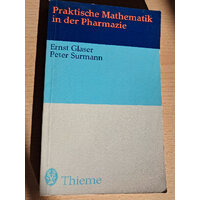 Praktische Mathematik
in der Pharmazie
Ernst Glaser
Peter Surmann
Thieme